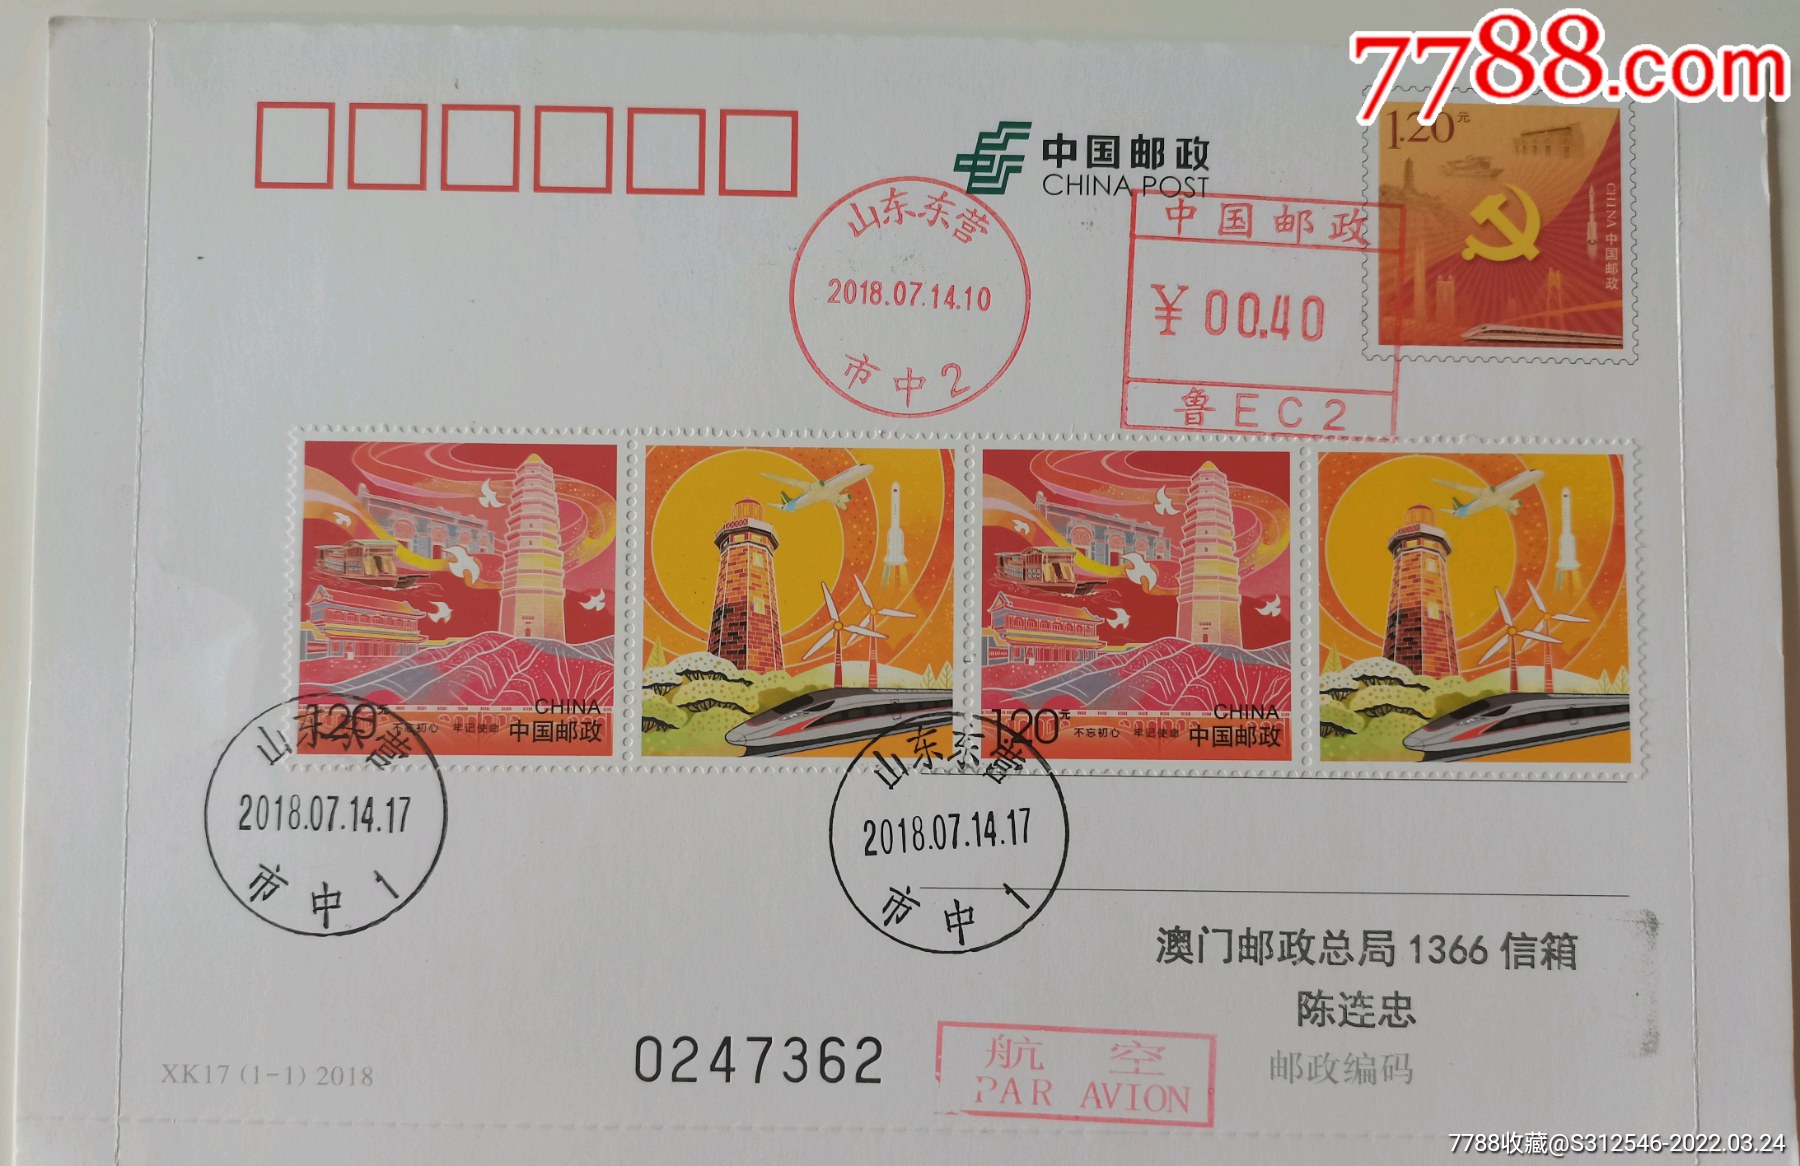 7788.com
1.20元
CHINA 中国邮政
中国邮政
CHINA POST
山东东营
2018.07.14.10
市中2
中国邮政
¥00.40
鲁EC2
1.20元
不忘初心 牢记使命
CHINA
中国邮政
1.20元
不忘初心 牢记使命
CHINA
中国邮政
山东东营
2018.07.14.17
市中1
山东东营
2018.07.14.17
市中1
澳门邮政总局1366信箱
陈连忠
邮政编码
0247362
航空
PAR AVION
XK17 (1-1) 2018
7788收藏@S312546-2022.03.24